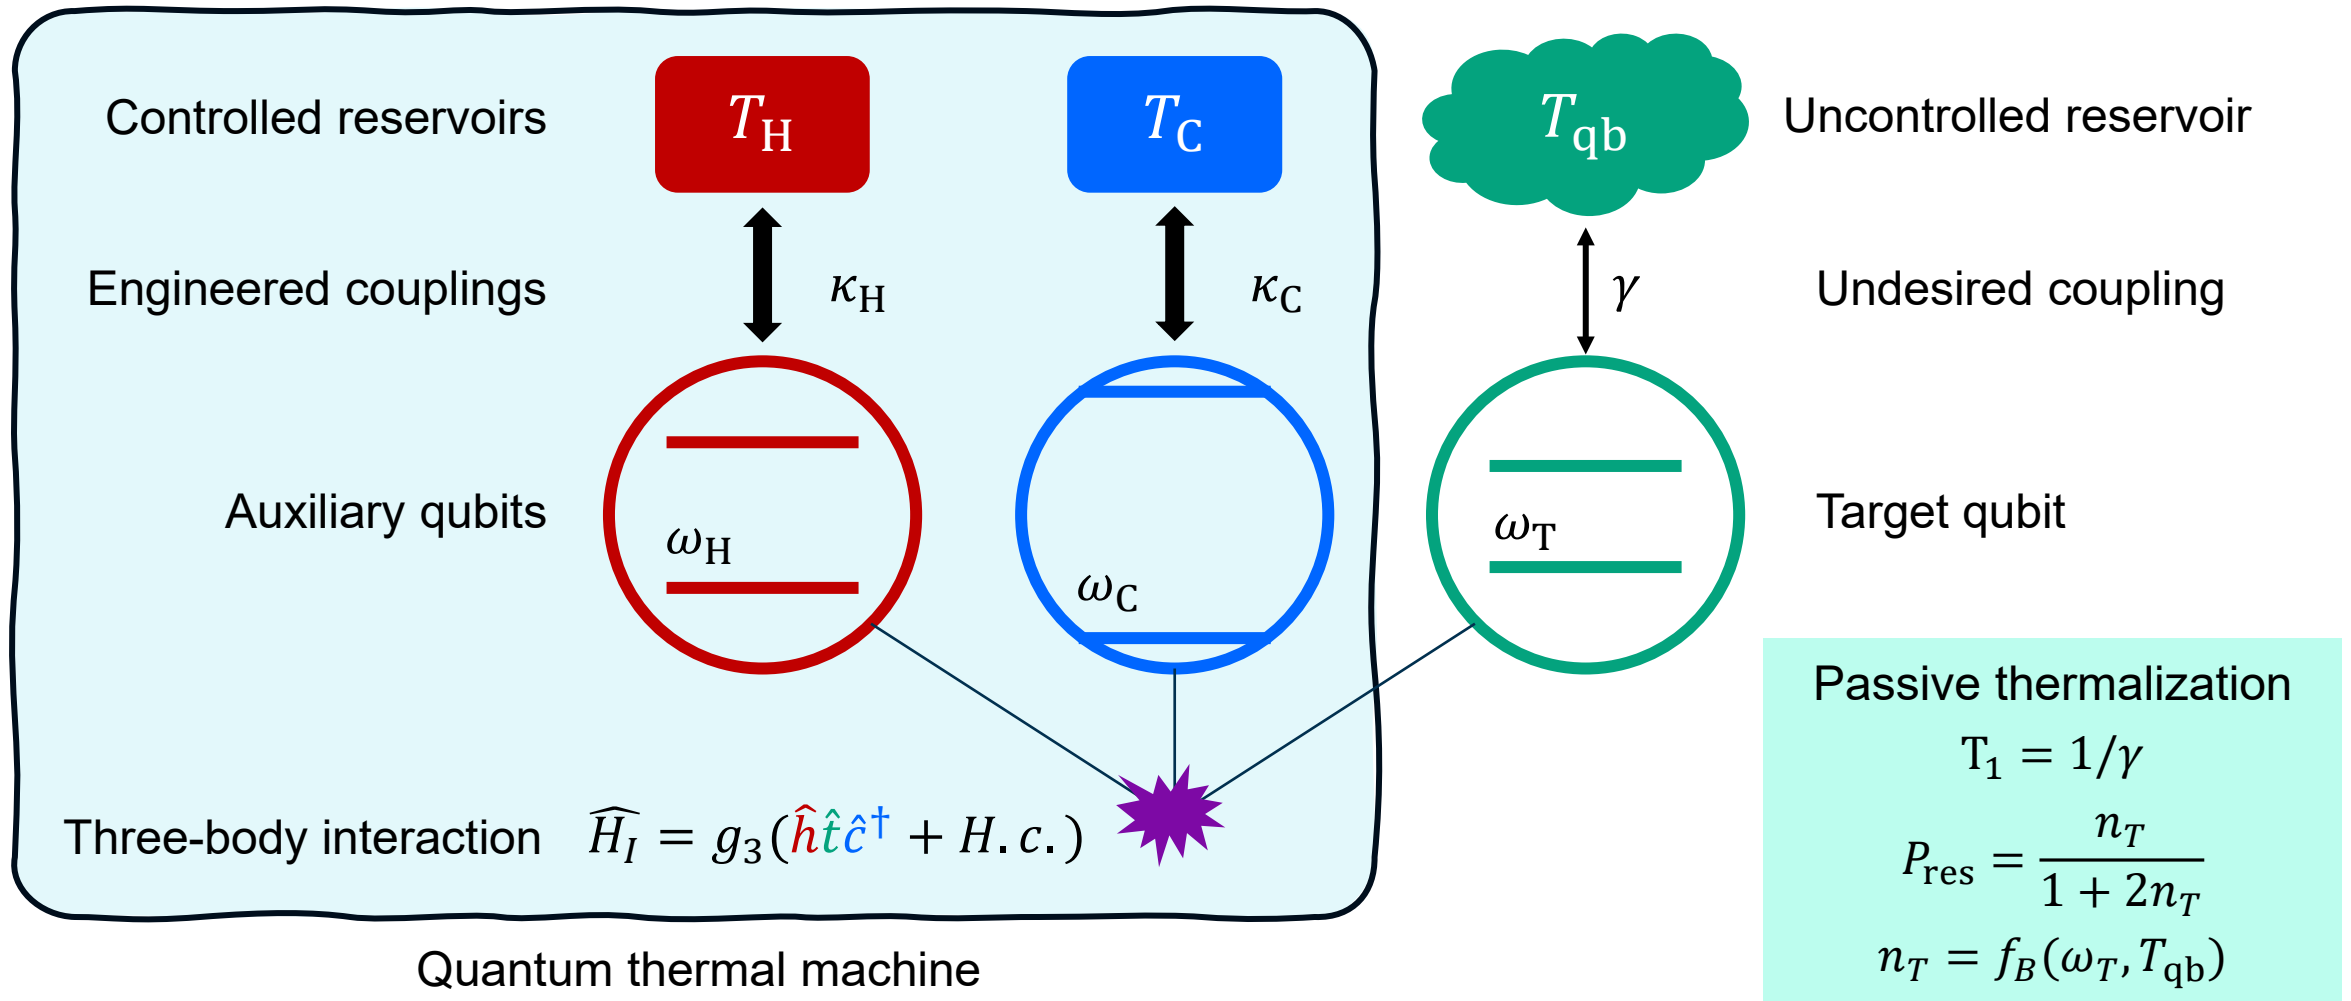 Controlled reservoirs T_H T_C T_qb Uncontrolled reservoir
Engineered couplings κ_H κ_C γ Undesired coupling
Auxiliary qubits ω_H ω_C ω_T Target qubit
Three-body interaction \widehat{H_I} = g_3(ĥt̂ĉ^† + H.c.)
Quantum thermal machine
Passive thermalization
T_1 = 1/γ
P_res = n_T / (1 + 2n_T)
n_T = f_B(ω_T, T_qb)